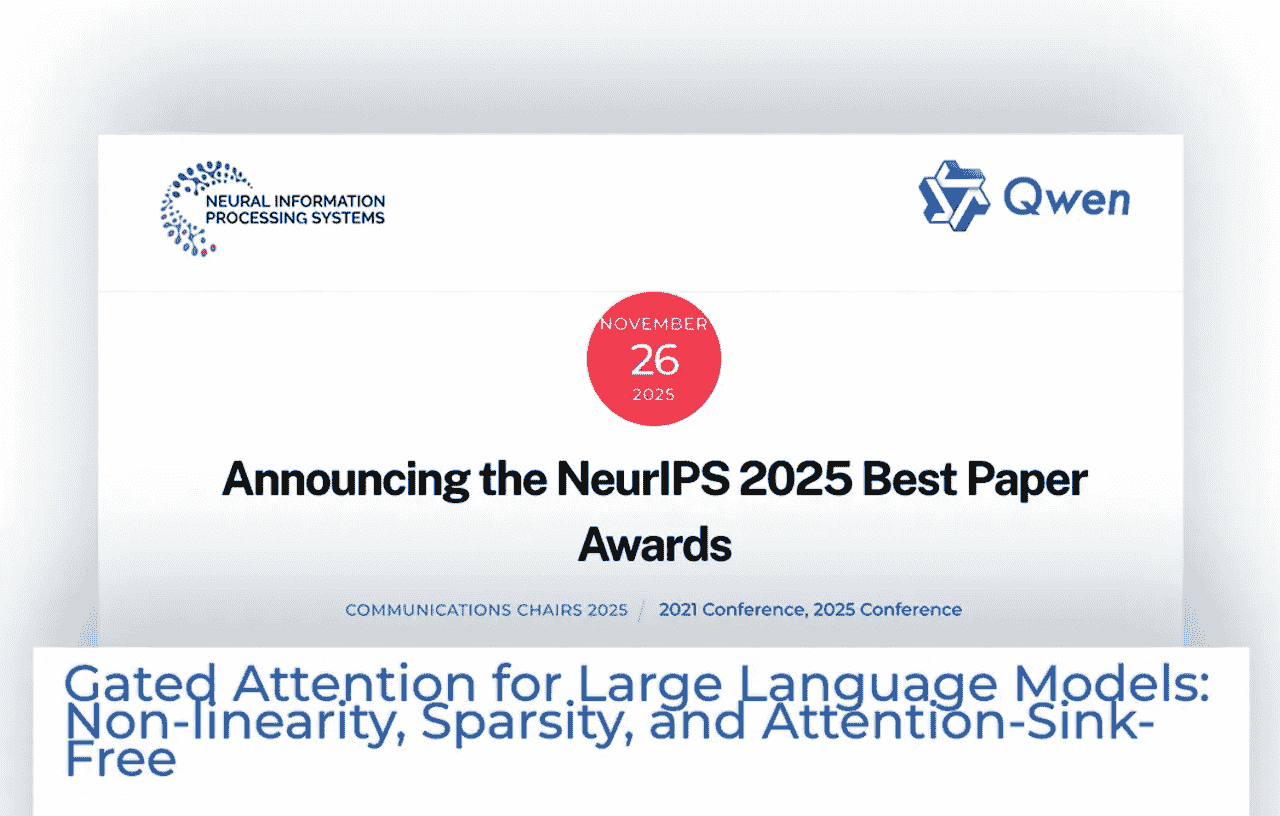 NEURAL INFORMATION
PROCESSING SYSTEMS
Qwen
NOVEMBER
26
2025
Announcing the NeurIPS 2025 Best Paper
Awards
COMMUNICATIONS CHAIRS 2025 / 2021 Conference, 2025 Conference
Gated Attention for Large Language Models:
Non-linearity, Sparsity, and Attention-Sink-
Free